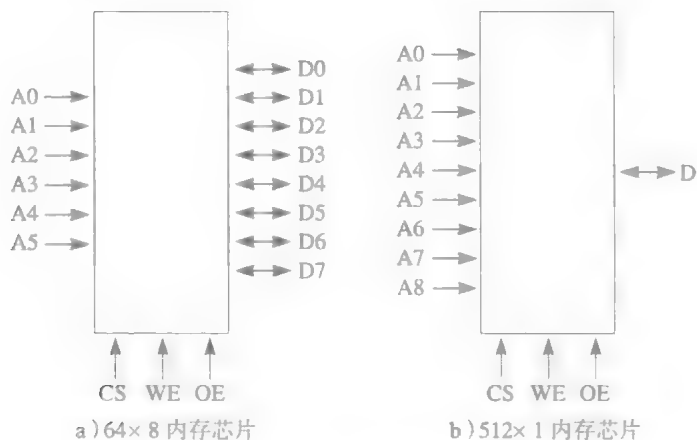 A0
A1
A2
A3
A4
A5
D0
D1
D2
D3
D4
D5
D6
D7
CS WE OE
a)64×8 内存芯片
A0
A1
A2
A3
A4
A5
A6
A7
A8
D
CS WE OE
b)512×1 内存芯片